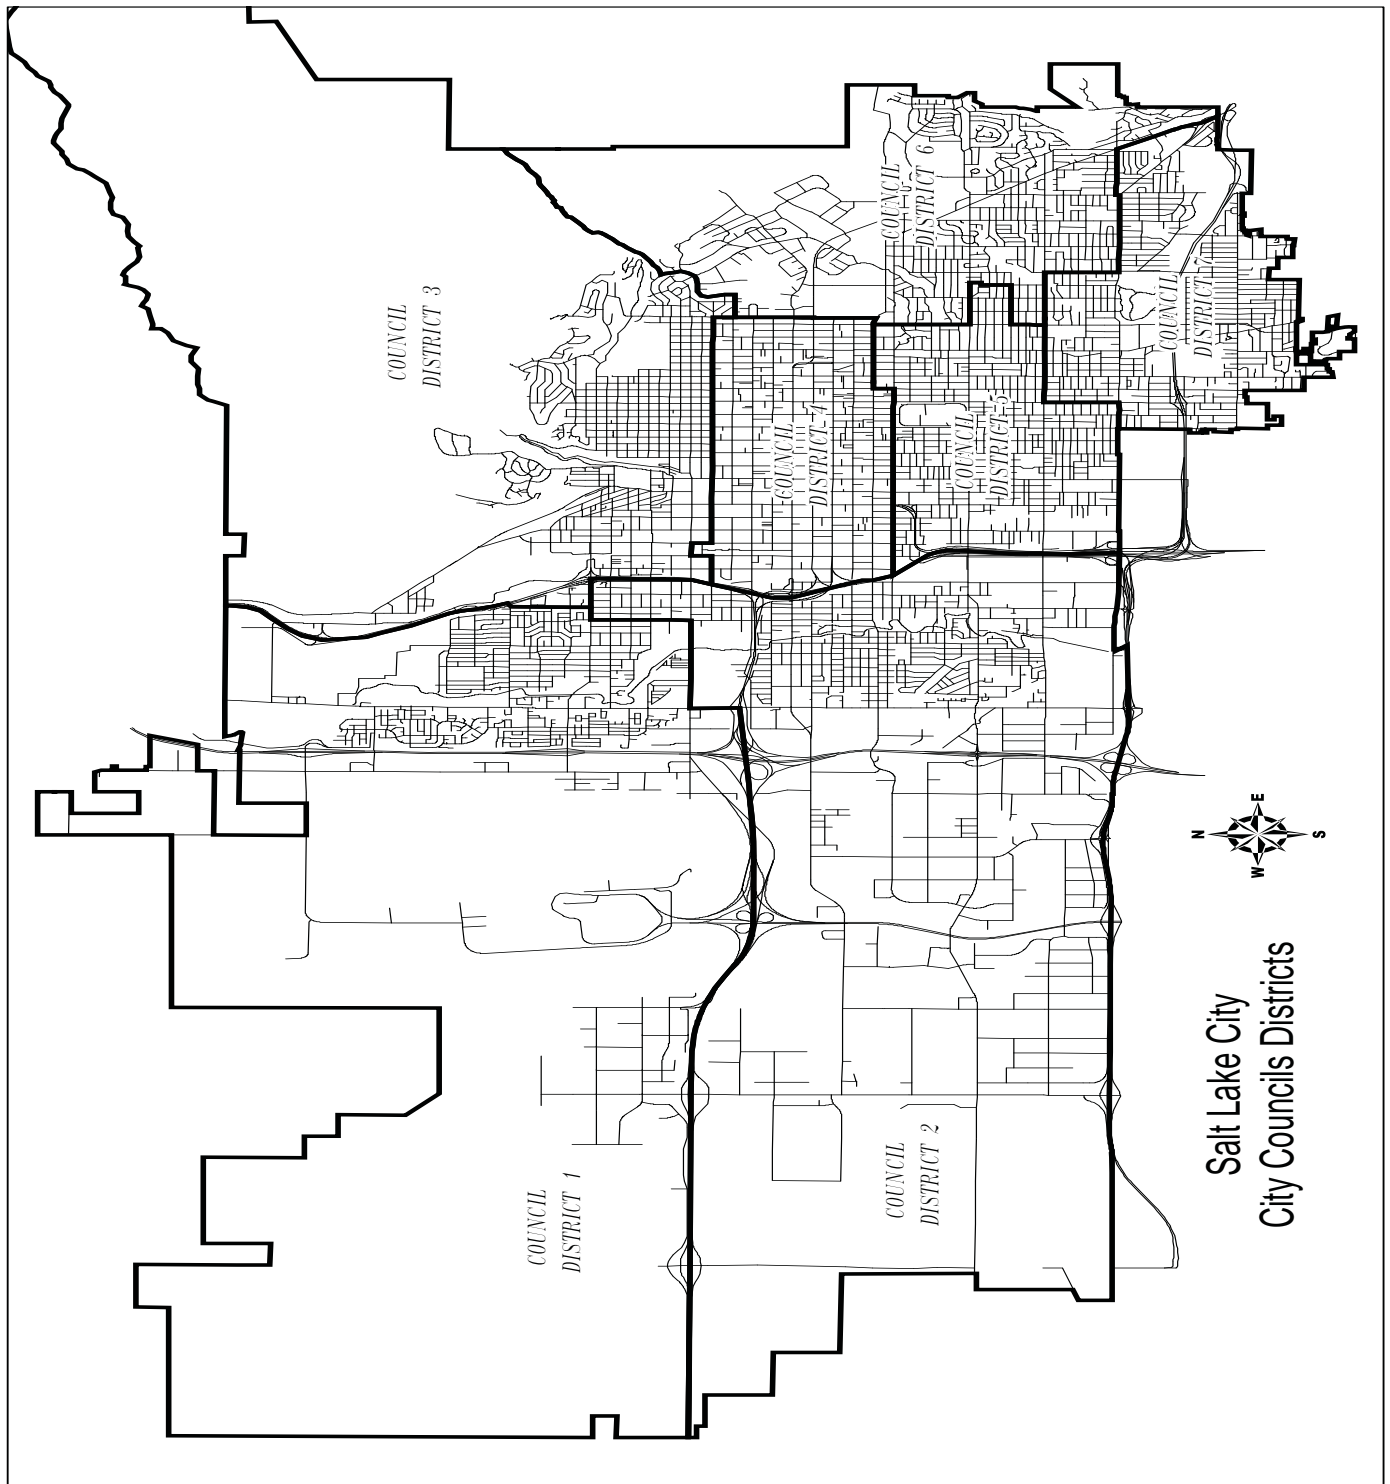 COUNCIL
DISTRICT 3
COUNCIL
DISTRICT 6
COUNCIL
DISTRICT 7
COUNCIL
DISTRICT 4
COUNCIL
DISTRICT 5
COUNCIL
DISTRICT 1
COUNCIL
DISTRICT 2
N
E
S
W
Salt Lake City
City Councils Districts